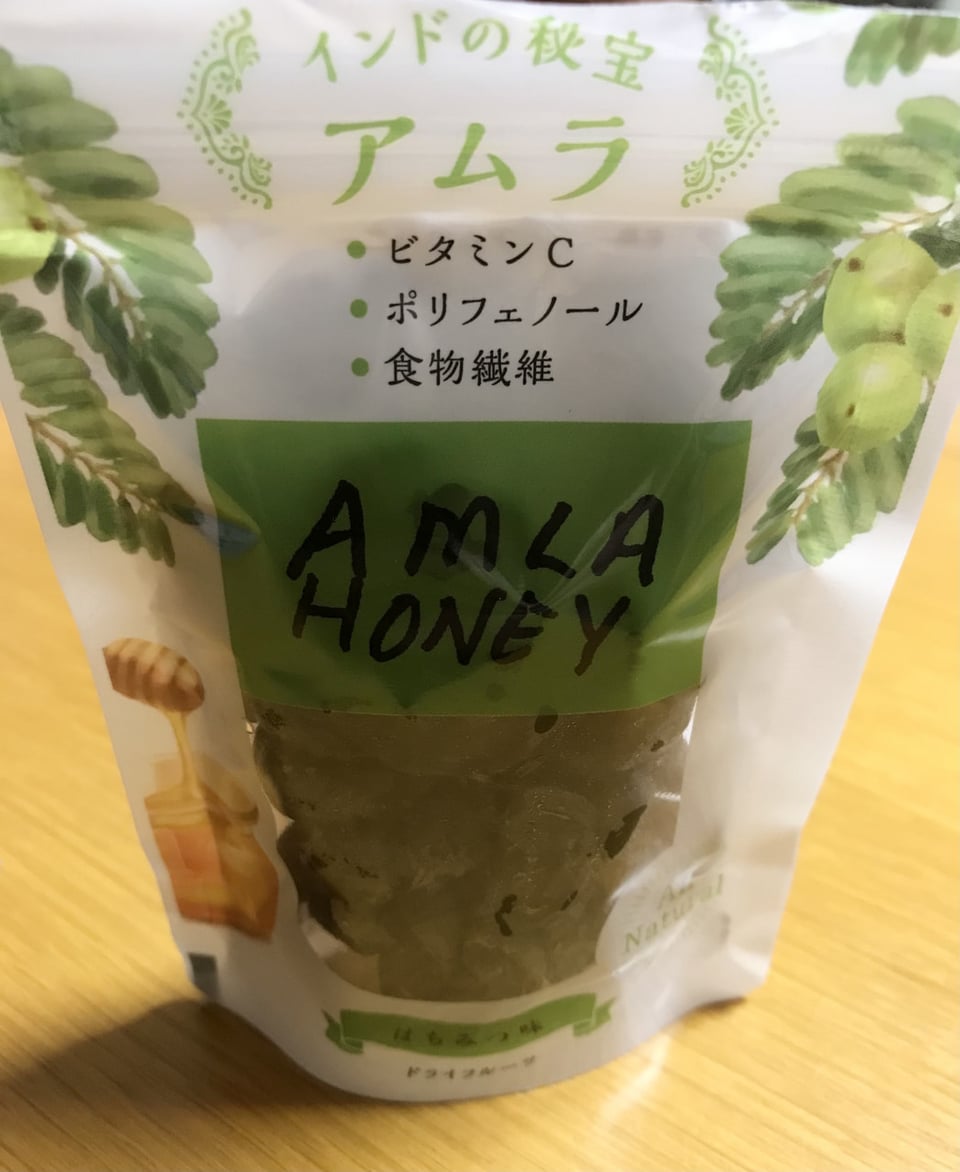 インドの秘宝
アムラ
● ビタミンC
● ポリフェノール
● 食物繊維
AMLA
HONEY
All
Natural
はちみつ味
ドライフルーツ